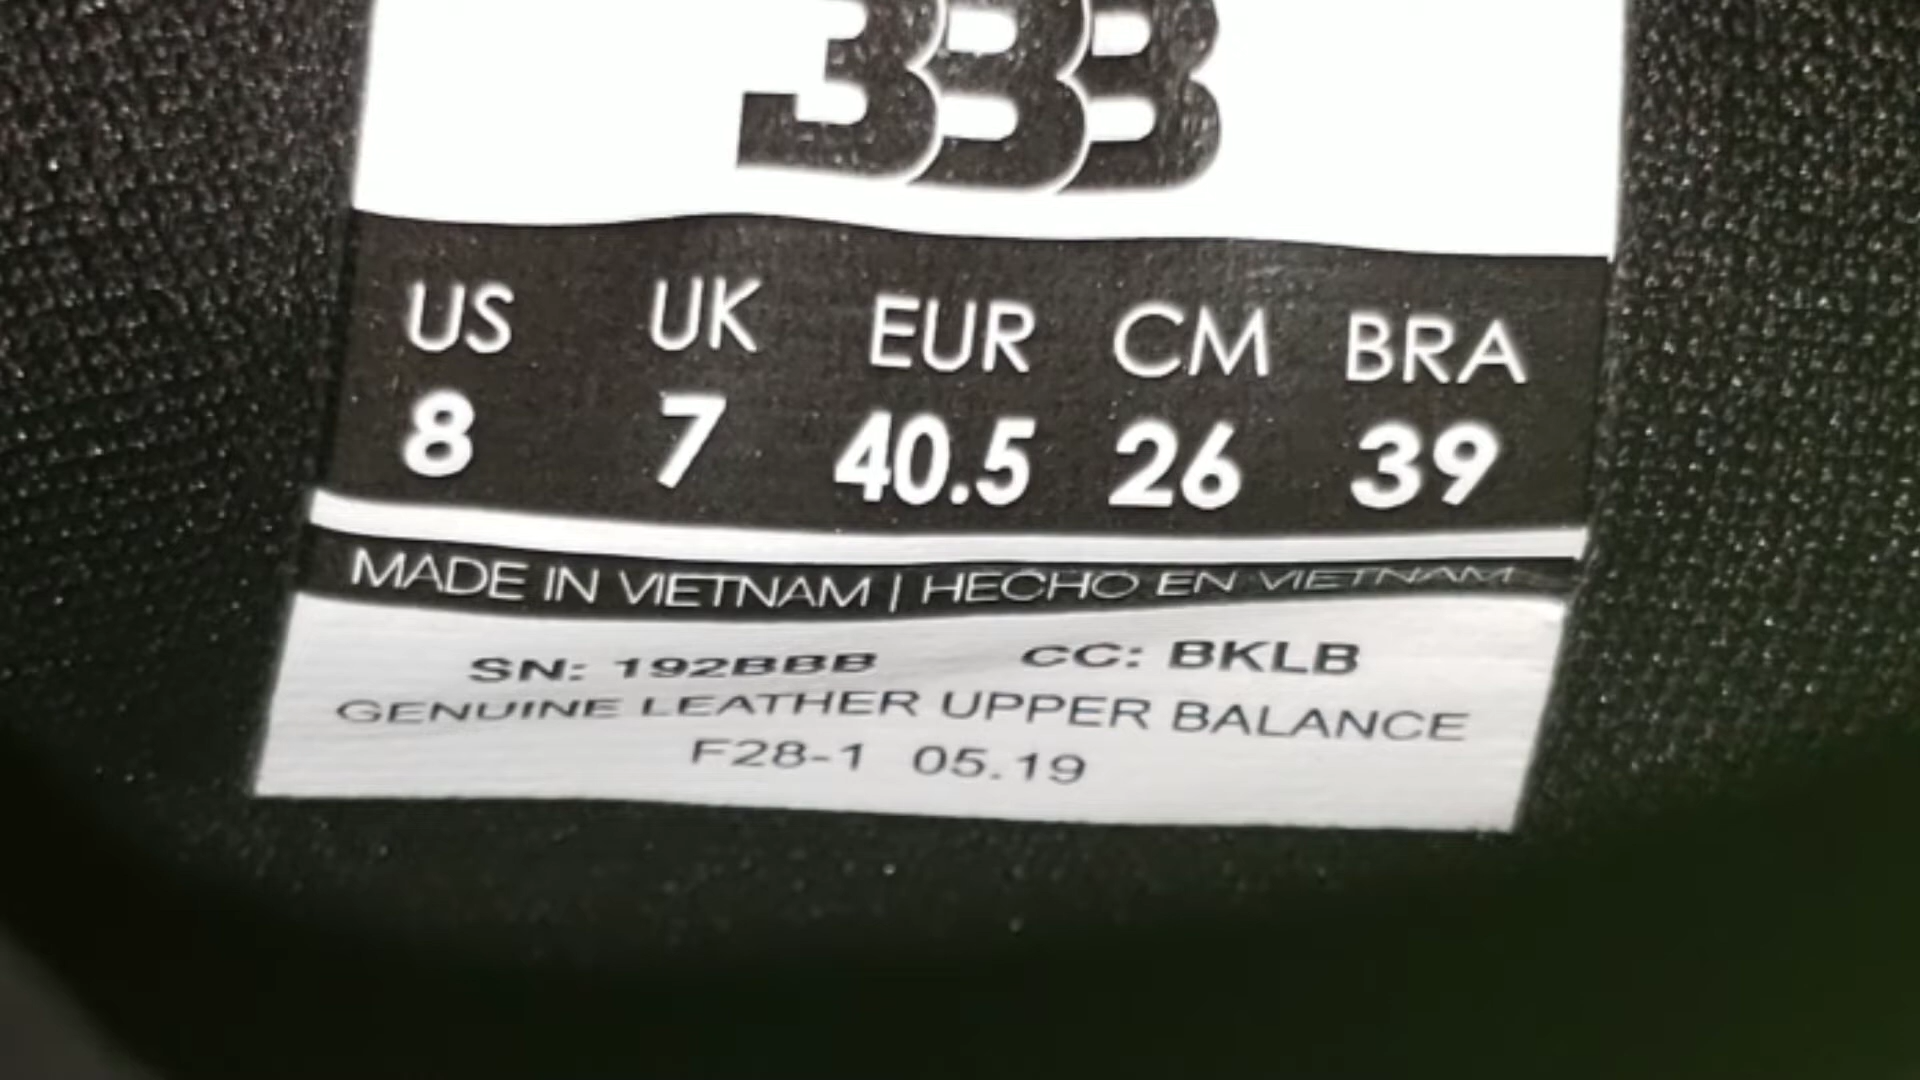 BBB
US UK EUR CM BRA
8 7 40.5 26 39
MADE IN VIETNAM | HECHO EN VIETNAM
SN: 192BBB CC: BKLB
GENUINE LEATHER UPPER BALANCE
F28-1 05.19